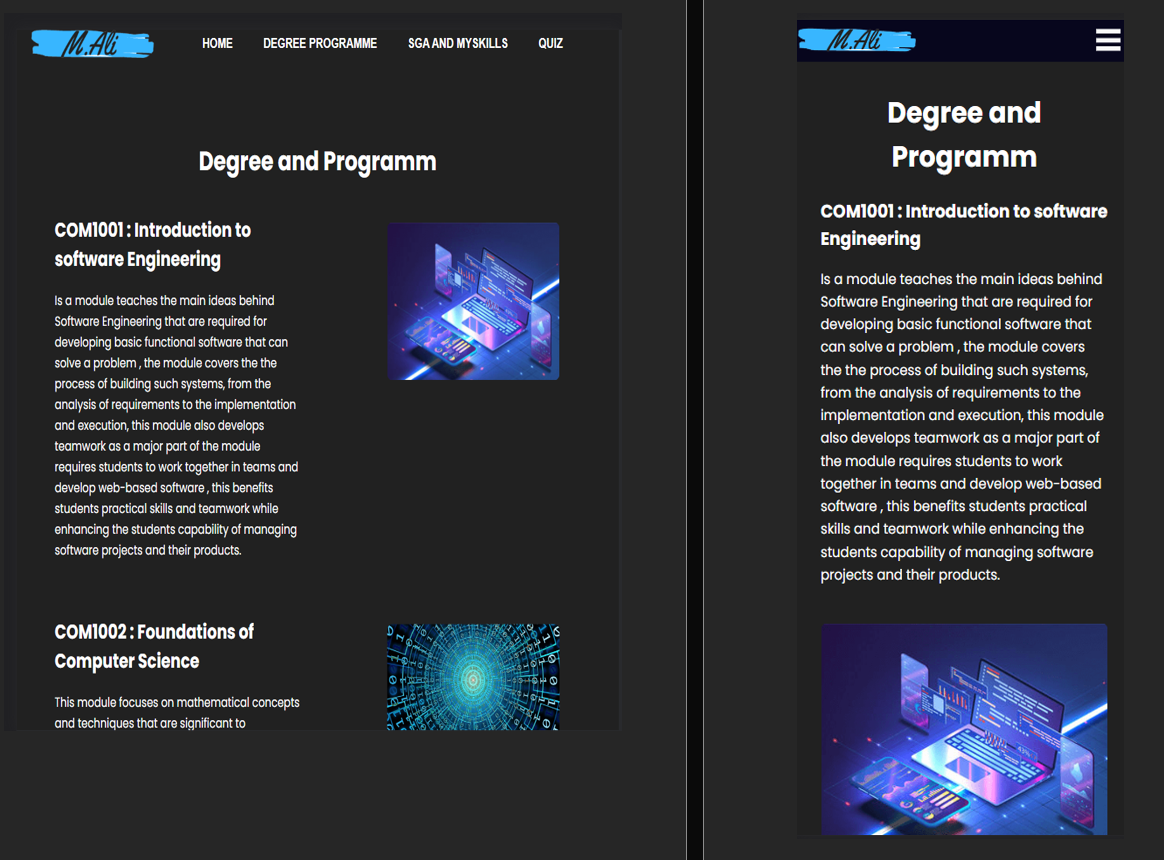 M.Ali
HOME DEGREE PROGRAMME SGA AND MYSKILLS QUIZ
Degree and Programm
COM1001 : Introduction to
software Engineering
Is a module teaches the main ideas behind
Software Engineering that are required for
developing basic functional software that can
solve a problem , the module covers the the
process of building such systems, from the
analysis of requirements to the implementation
and execution, this module also develops
teamwork as a major part of the module
requires students to work together in teams and
develop web-based software , this benefits
students practical skills and teamwork while
enhancing the students capability of managing
software projects and their products.
COM1002 : Foundations of
Computer Science
This module focuses on mathematical concepts
and techniques that are significant to
M.Ali
Degree and
Programm
COM1001 : Introduction to software
Engineering
Is a module teaches the main ideas behind
Software Engineering that are required for
developing basic functional software that
can solve a problem , the module covers
the the process of building such systems,
from the analysis of requirements to the
implementation and execution, this module
also develops teamwork as a major part of
the module requires students to work
together in teams and develop web-based
software , this benefits students practical
skills and teamwork while enhancing the
students capability of managing software
projects and their products.